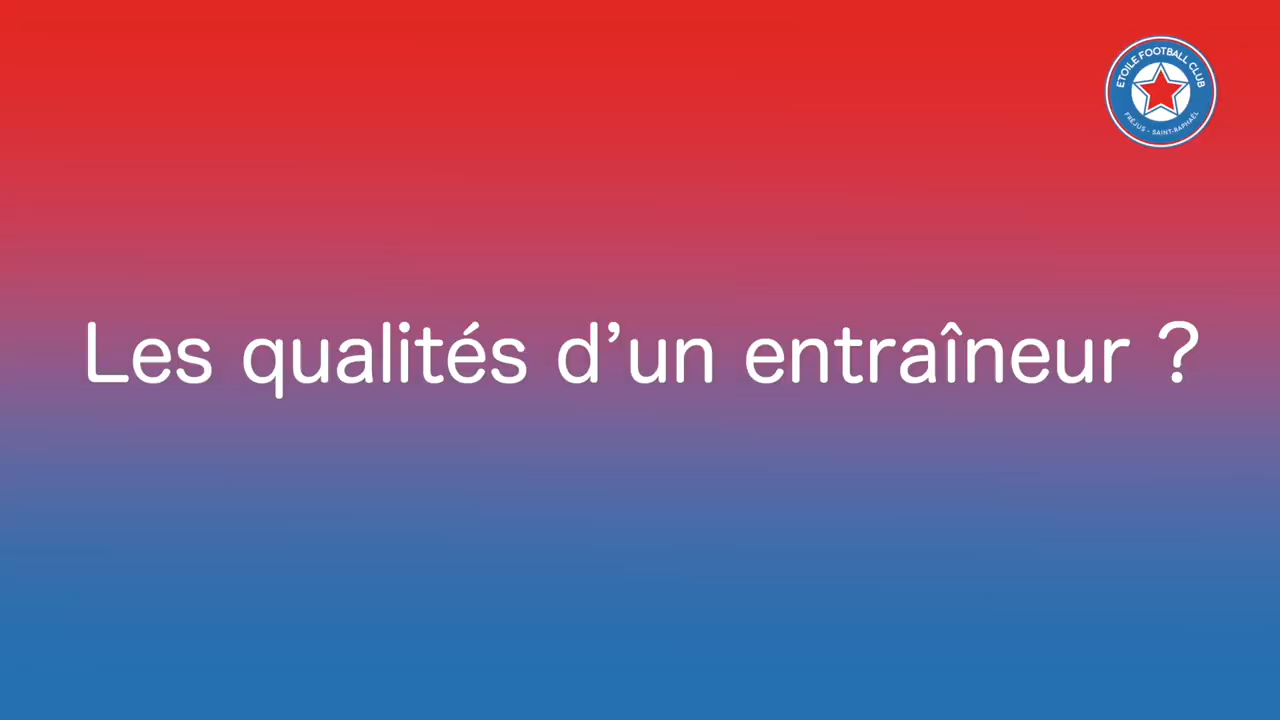 ETOILE FOOTBALL CLUB
FRÉJUS - SAINT-RAPHAËL
Les qualités d’un entraîneur ?